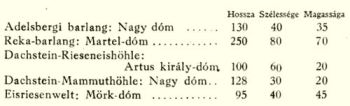 Hossza Szélessége Magassága
Adelsbergi barlang: Nagy dóm ...... 130 40 35
Reka-barlang: Martel-dóm ........... 250 80 70
Dachstein-Rieseneishöhle:
Artus király-dóm, 100 60 20
Dachstein-Mammuthöhle: Nagy dóm.. 128 30 20
Eisriesenwelt: Mörk-dóm ............ 95 40 45